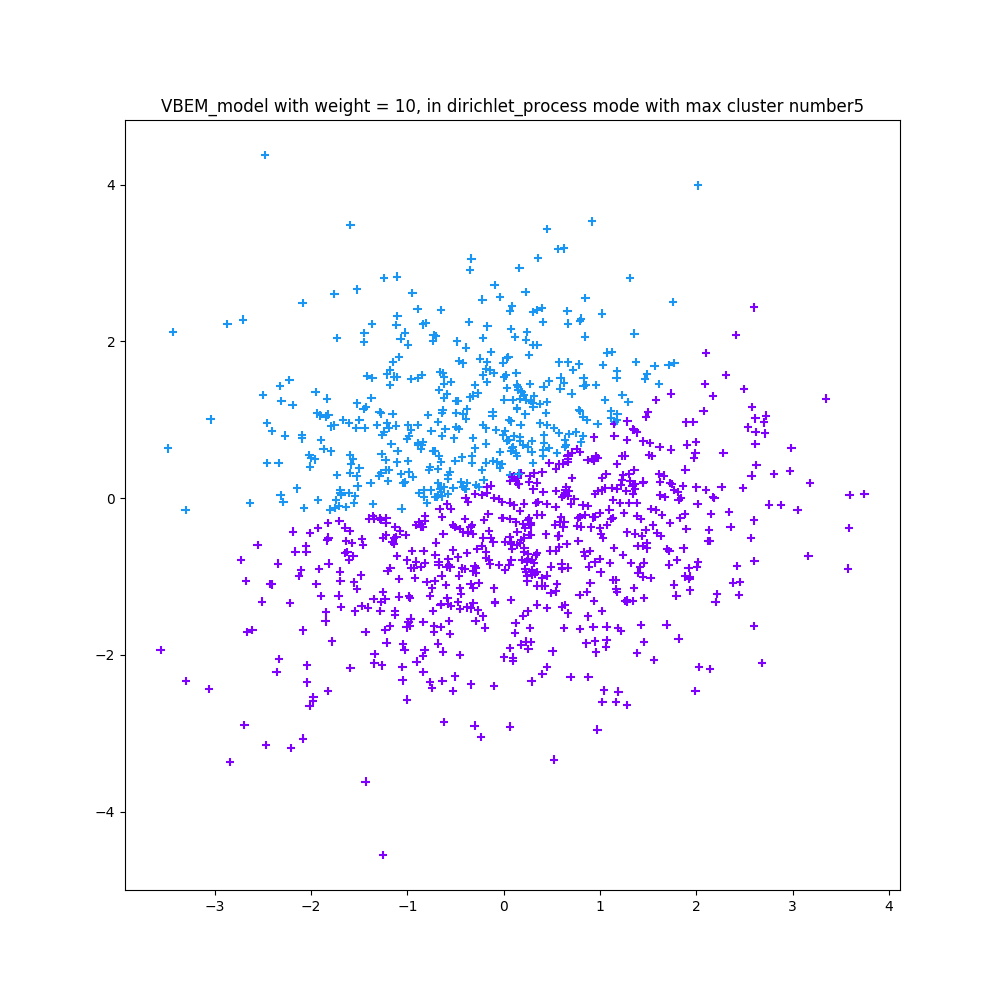 VBEM_model with weight = 10, in dirichlet_process mode with max cluster number5
4
2
0
−2
−4
−3 −2 −1 0 1 2 3 4